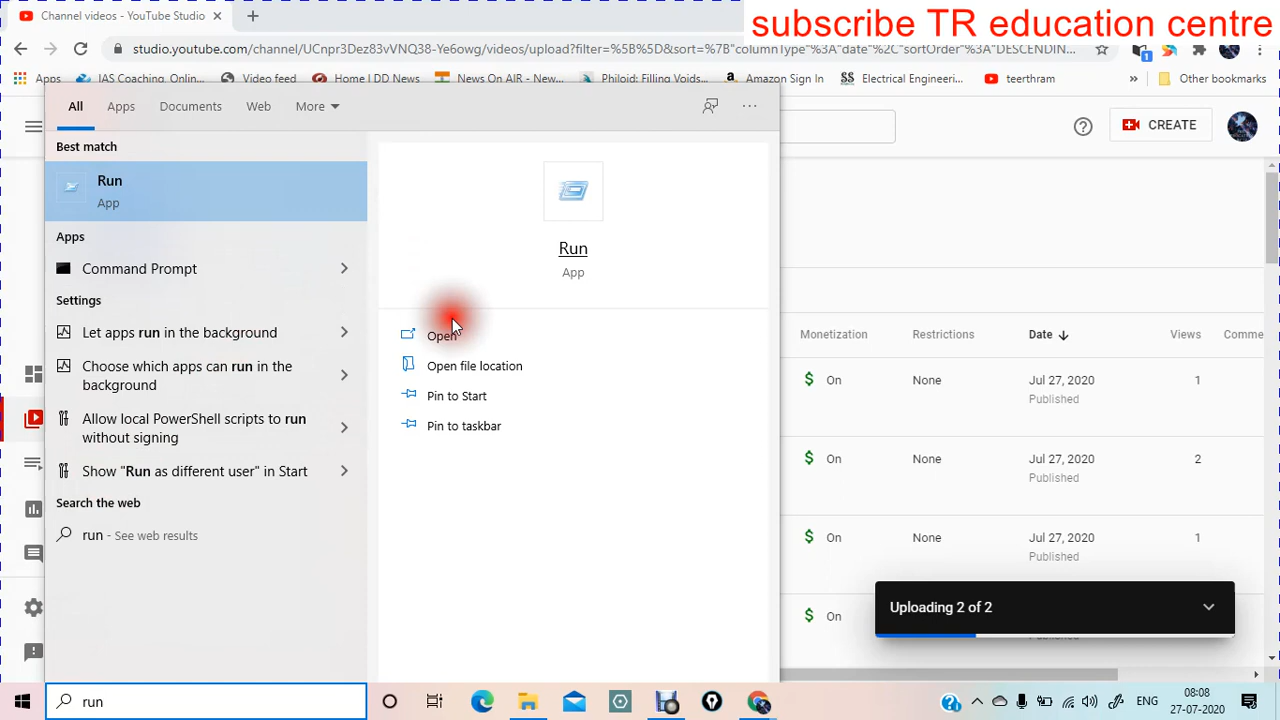 Channel videos - YouTube Studio
subscribe TR education centre
studio.youtube.com/channel/UCnpr3Dez83vVNQ38-Ye6owg/videos/upload?filter=%5B%5D&sort=%7B"columnType"%3A"date"%2C"sortOrder"%3A"DESCENDIN...
Apps IAS Coaching, Onlin... Video feed Home I DD News News On AIR - New... Philoid: Filling Voids... Amazon Sign In Electrical Engineeri... teerthram » Other bookmarks
All Apps Documents Web More
CREATE
Best match
Run
App
Run
App
Apps
Command Prompt
Settings
Let apps run in the background
Choose which apps can run in the
background
Allow local PowerShell scripts to run
without signing
Show "Run as different user" in Start
Search the web
run - See web results
Open
Open file location
Pin to Start
Pin to taskbar
Monetization Restrictions Date Views Comme
On None Jul 27, 2020 1
Published
On None Jul 27, 2020 2
Published
On None Jul 27, 2020 1
Published
On
Uploading 2 of 2
run
ENG
08:08
27-07-2020